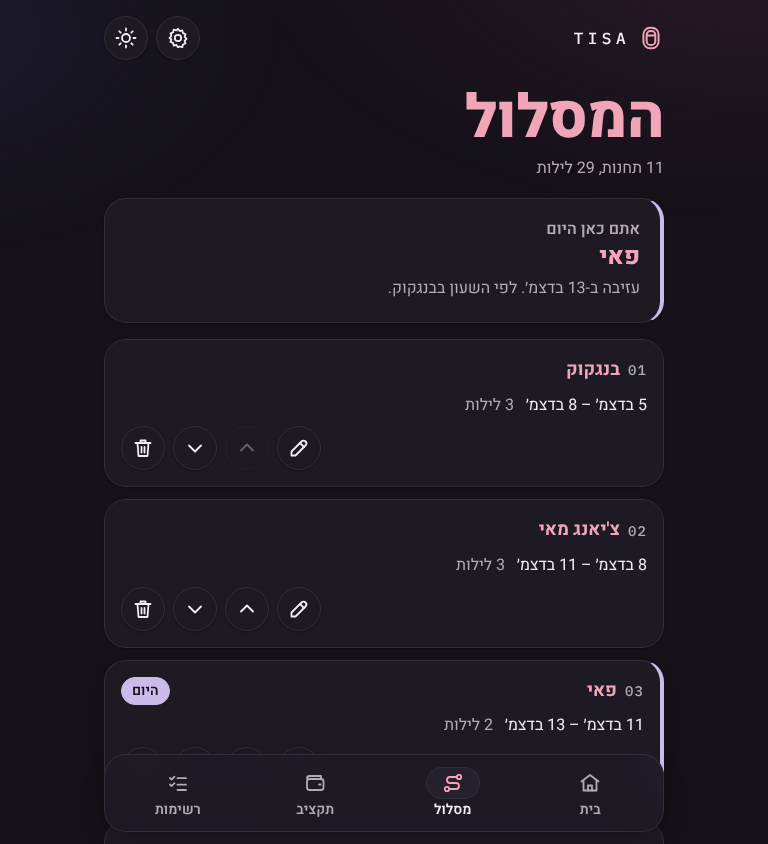 TISA
המסלול
11 תחנות, 29 לילות
אתם כאן היום
פאי
עזיבה ב-13 בדצמ׳. לפי השעון בבנגקוק.
01 בנגקוק
5 בדצמ׳ – 8 בדצמ׳ 3 לילות
02 צ'יאנג מאי
8 בדצמ׳ – 11 בדצמ׳ 3 לילות
03 פאי היום
11 בדצמ׳ – 13 בדצמ׳ 2 לילות
בית מסלול תקציב רשימות